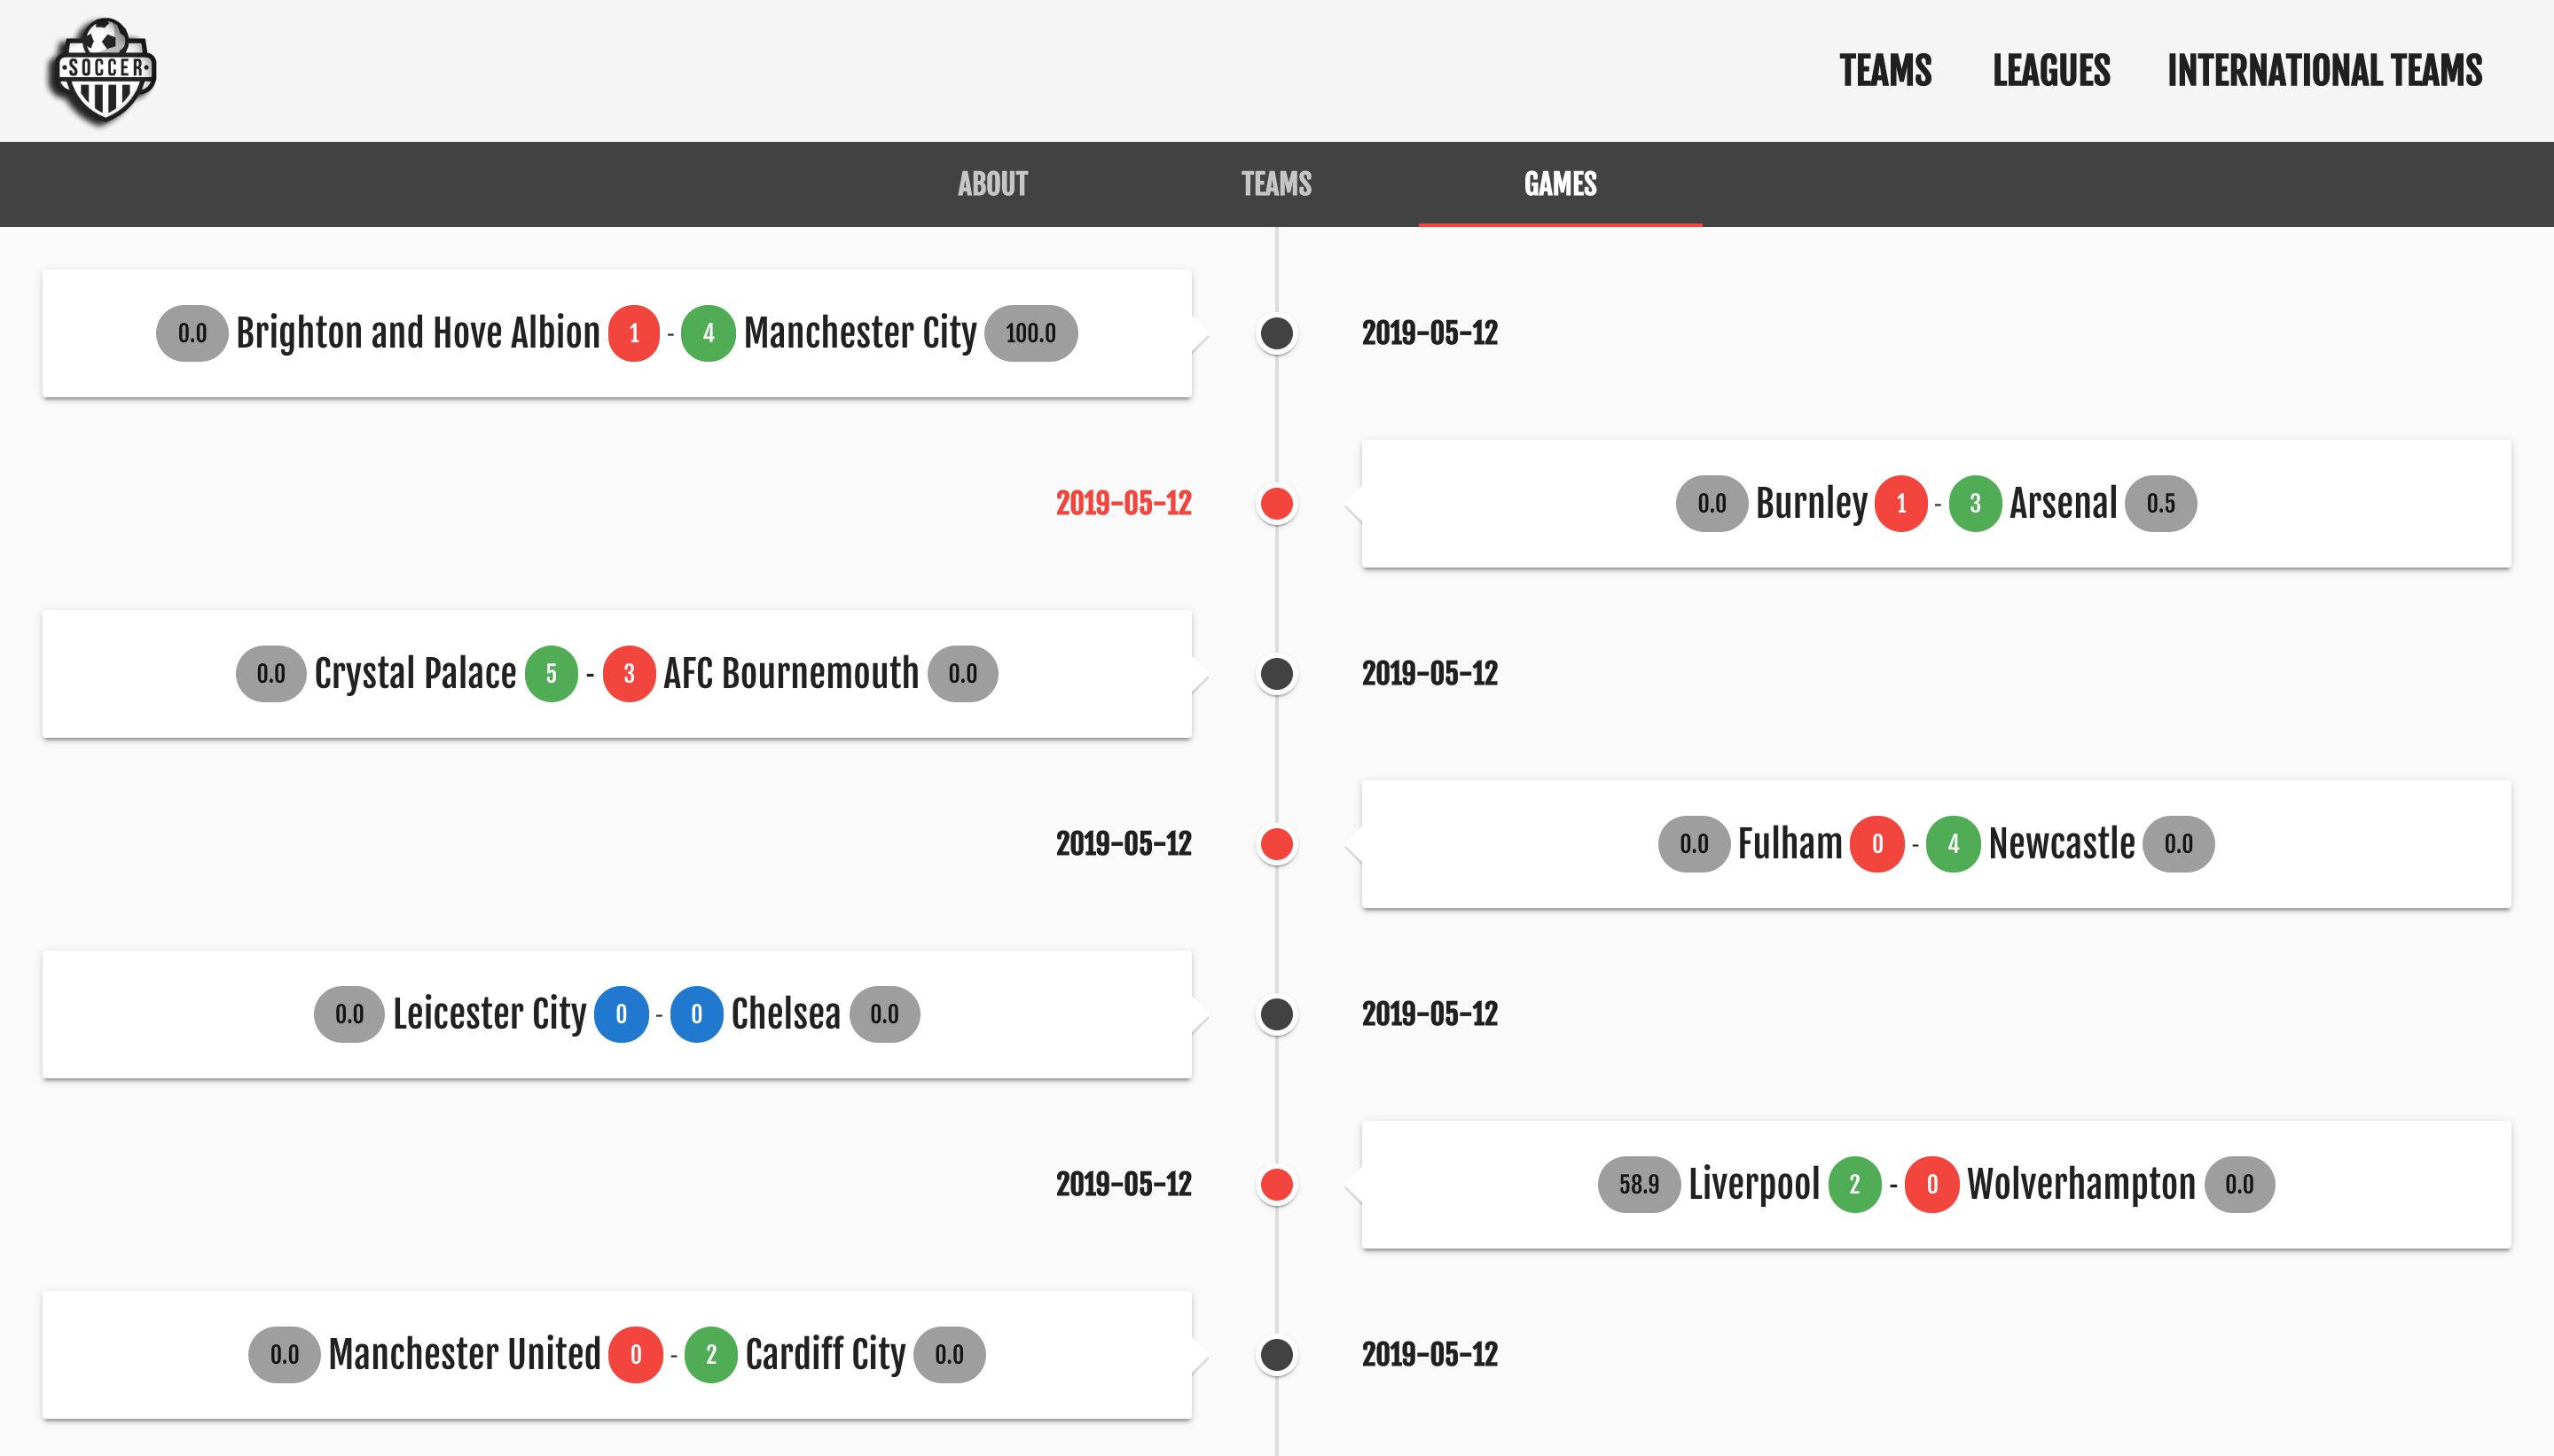 ·SOCCER·
TEAMS LEAGUES INTERNATIONAL TEAMS
ABOUT TEAMS GAMES
0.0 Brighton and Hove Albion 1 - 4 Manchester City 100.0
2019-05-12
2019-05-12
0.0 Burnley 1 - 3 Arsenal 0.5
0.0 Crystal Palace 5 - 3 AFC Bournemouth 0.0
2019-05-12
2019-05-12
0.0 Fulham 0 - 4 Newcastle 0.0
0.0 Leicester City 0 - 0 Chelsea 0.0
2019-05-12
2019-05-12
58.9 Liverpool 2 - 0 Wolverhampton 0.0
0.0 Manchester United 0 - 2 Cardiff City 0.0
2019-05-12